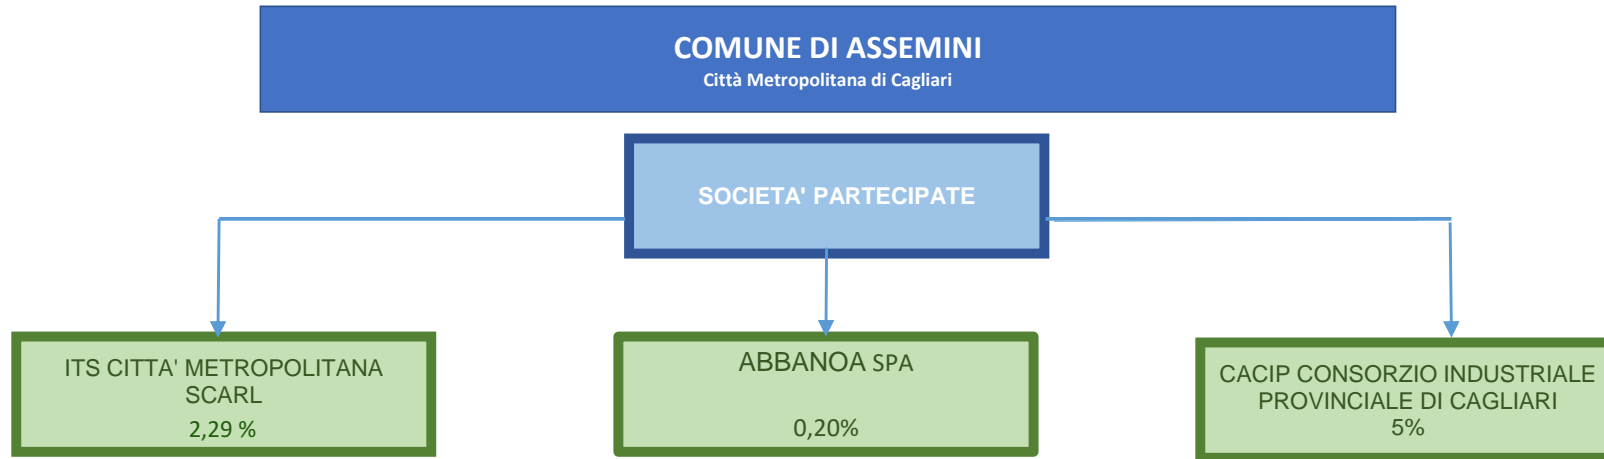 COMUNE DI ASSEMINI
Città Metropolitana di Cagliari
SOCIETA' PARTECIPATE
ITS CITTA' METROPOLITANA
SCARL
2,29 %
ABBANOA SPA
0,20%
CACIP CONSORZIO INDUSTRIALE
PROVINCIALE DI CAGLIARI
5%